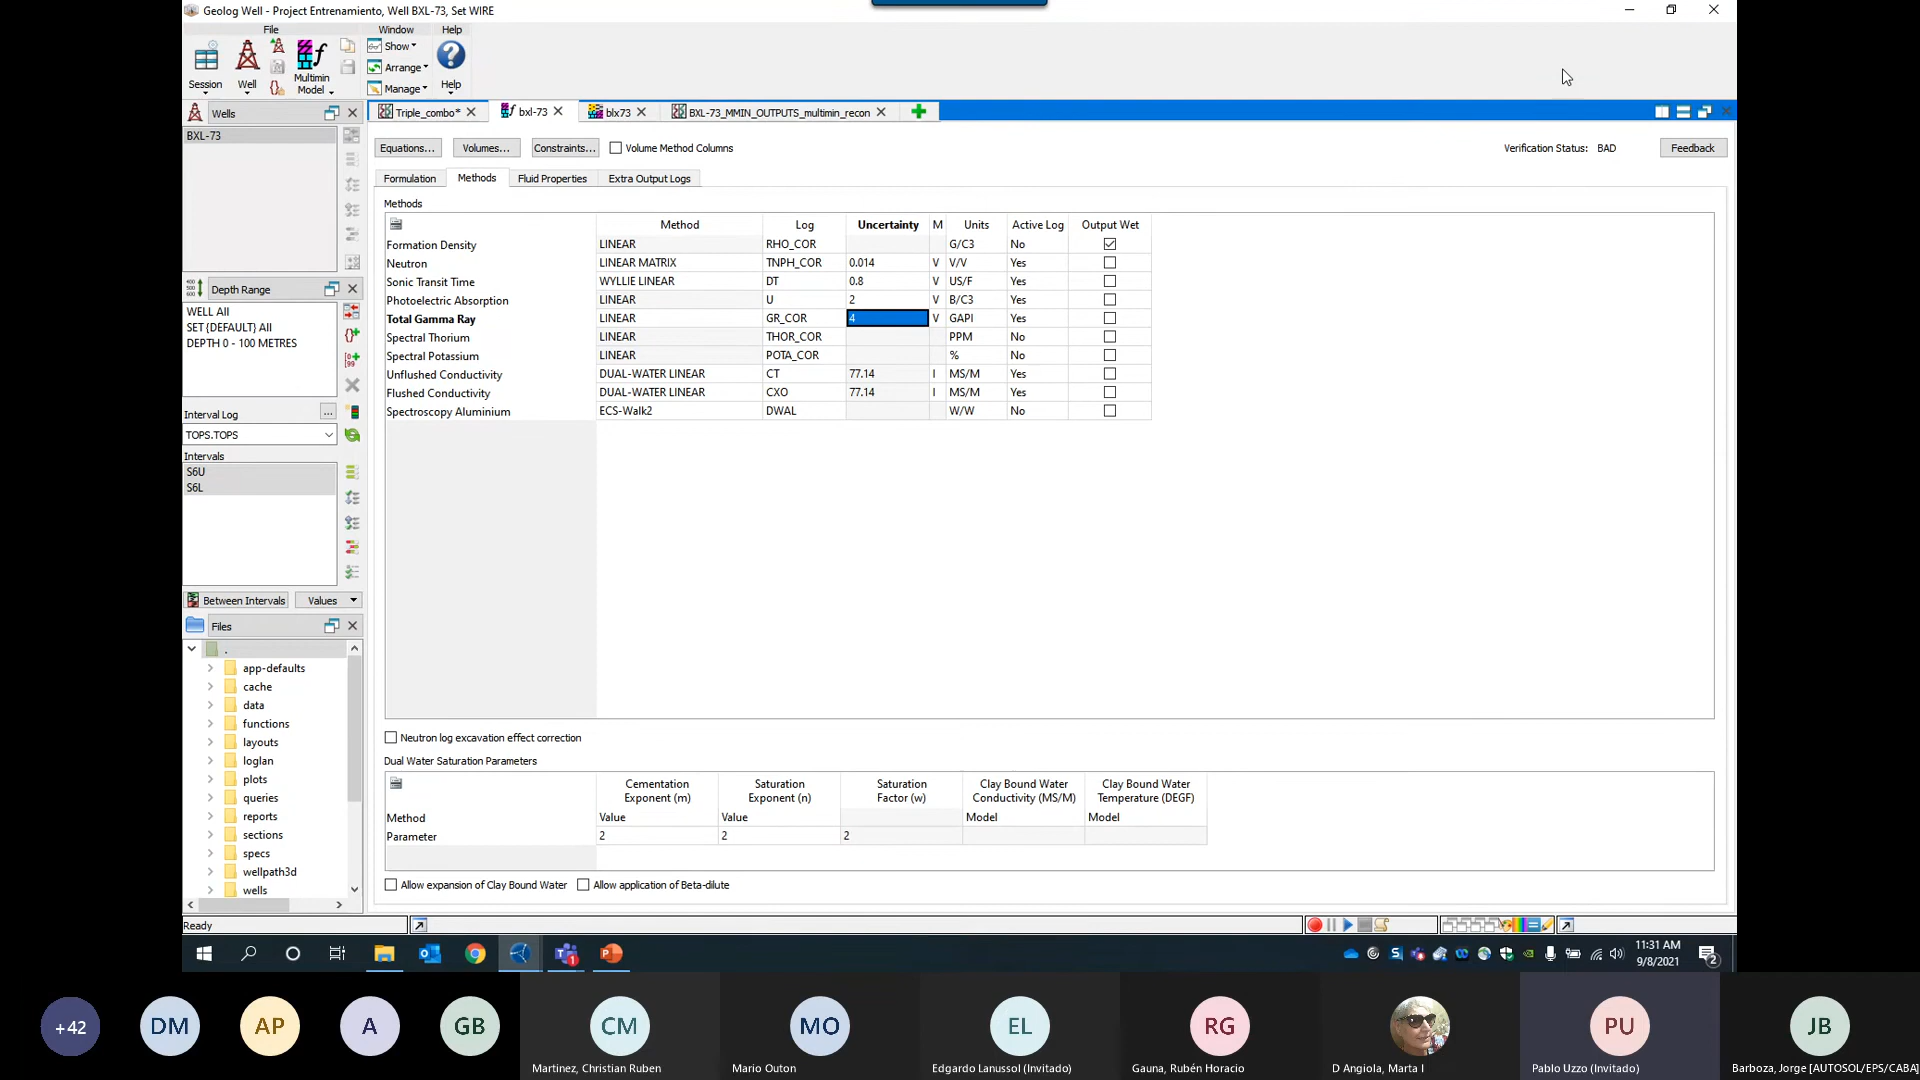 Geolog Well - Project Entrenamiento, Well BXL-73, Set WIRE
File
Window
Help
Session
Well
Multimin Model
Show
Arrange
Manage
Help
Wells
BXL-73
Triple_combo*
bxl-73
blx73
BXL-73_MMIN_OUTPUTS_multimin_recon
Equations...
Volumes...
Constraints...
Volume Method Columns
Verification Status: BAD
Feedback
Formulation
Methods
Fluid Properties
Extra Output Logs
Methods
Method Log Uncertainty M Units Active Log Output Wet
Formation Density LINEAR RHO_COR G/C3 No
Neutron LINEAR MATRIX TNPH_COR 0.014 V V/V Yes
Sonic Transit Time WYLLIE LINEAR DT 0.8 V US/F Yes
Photoelectric Absorption LINEAR U 2 V B/C3 Yes
Total Gamma Ray LINEAR GR_COR 4 V GAPI Yes
Spectral Thorium LINEAR THOR_COR PPM No
Spectral Potassium LINEAR POTA_COR % No
Unflushed Conductivity DUAL-WATER LINEAR CT 77.14 I MS/M Yes
Flushed Conductivity DUAL-WATER LINEAR CXO 77.14 I MS/M Yes
Spectroscopy Aluminium ECS-Walk2 DWAL W/W No
Depth Range
WELL All
SET {DEFAULT} All
DEPTH 0 - 100 METRES
Interval Log
...
TOPS.TOPS
Intervals
S6U
S6L
Between Intervals
Values
Files
.
app-defaults
cache
data
functions
layouts
loglan
plots
queries
reports
sections
specs
wellpath3d
wells
Neutron log excavation effect correction
Dual Water Saturation Parameters
Cementation Exponent (m)
Saturation Exponent (n)
Saturation Factor (w)
Clay Bound Water Conductivity (MS/M)
Clay Bound Water Temperature (DEGF)
Method Value Value Model Model
Parameter 2 2 2
Allow expansion of Clay Bound Water
Allow application of Beta-dilute
Ready
11:31 AM
9/8/2021
2
+42
DM
AP
A
GB
CM
Martinez, Christian Ruben
MO
Mario Outon
EL
Edgardo Lanussol (Invitado)
RG
Gauna, Rubén Horacio
D Angiola, Marta I
PU
Pablo Uzzo (Invitado)
JB
Barboza, Jorge [AUTOSOL/EPS/CABA]